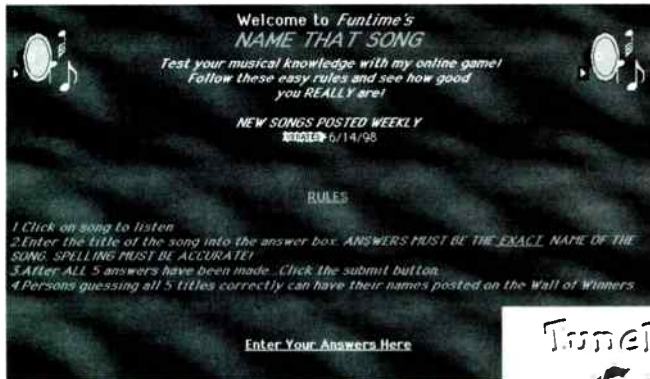 Welcome to Funtime's
NAME THAT SONG
Test your musical knowledge with my online game!
Follow these easy rules and see how good
you REALLY are!
NEW SONGS POSTED WEEKLY
UPDATED 6/14/98
RULES
1 Click on song to listen
2.Enter the title of the song into the answer box. ANSWERS MUST BE THE EXACT NAME OF THE
SONG. SPELLING MUST BE ACCURATE!
3.After ALL 5 answers have been made...Click the submit button.
4.Persons guessing all 5 titles correctly can have their names posted on the Wall of Winners
Enter Your Answers Here